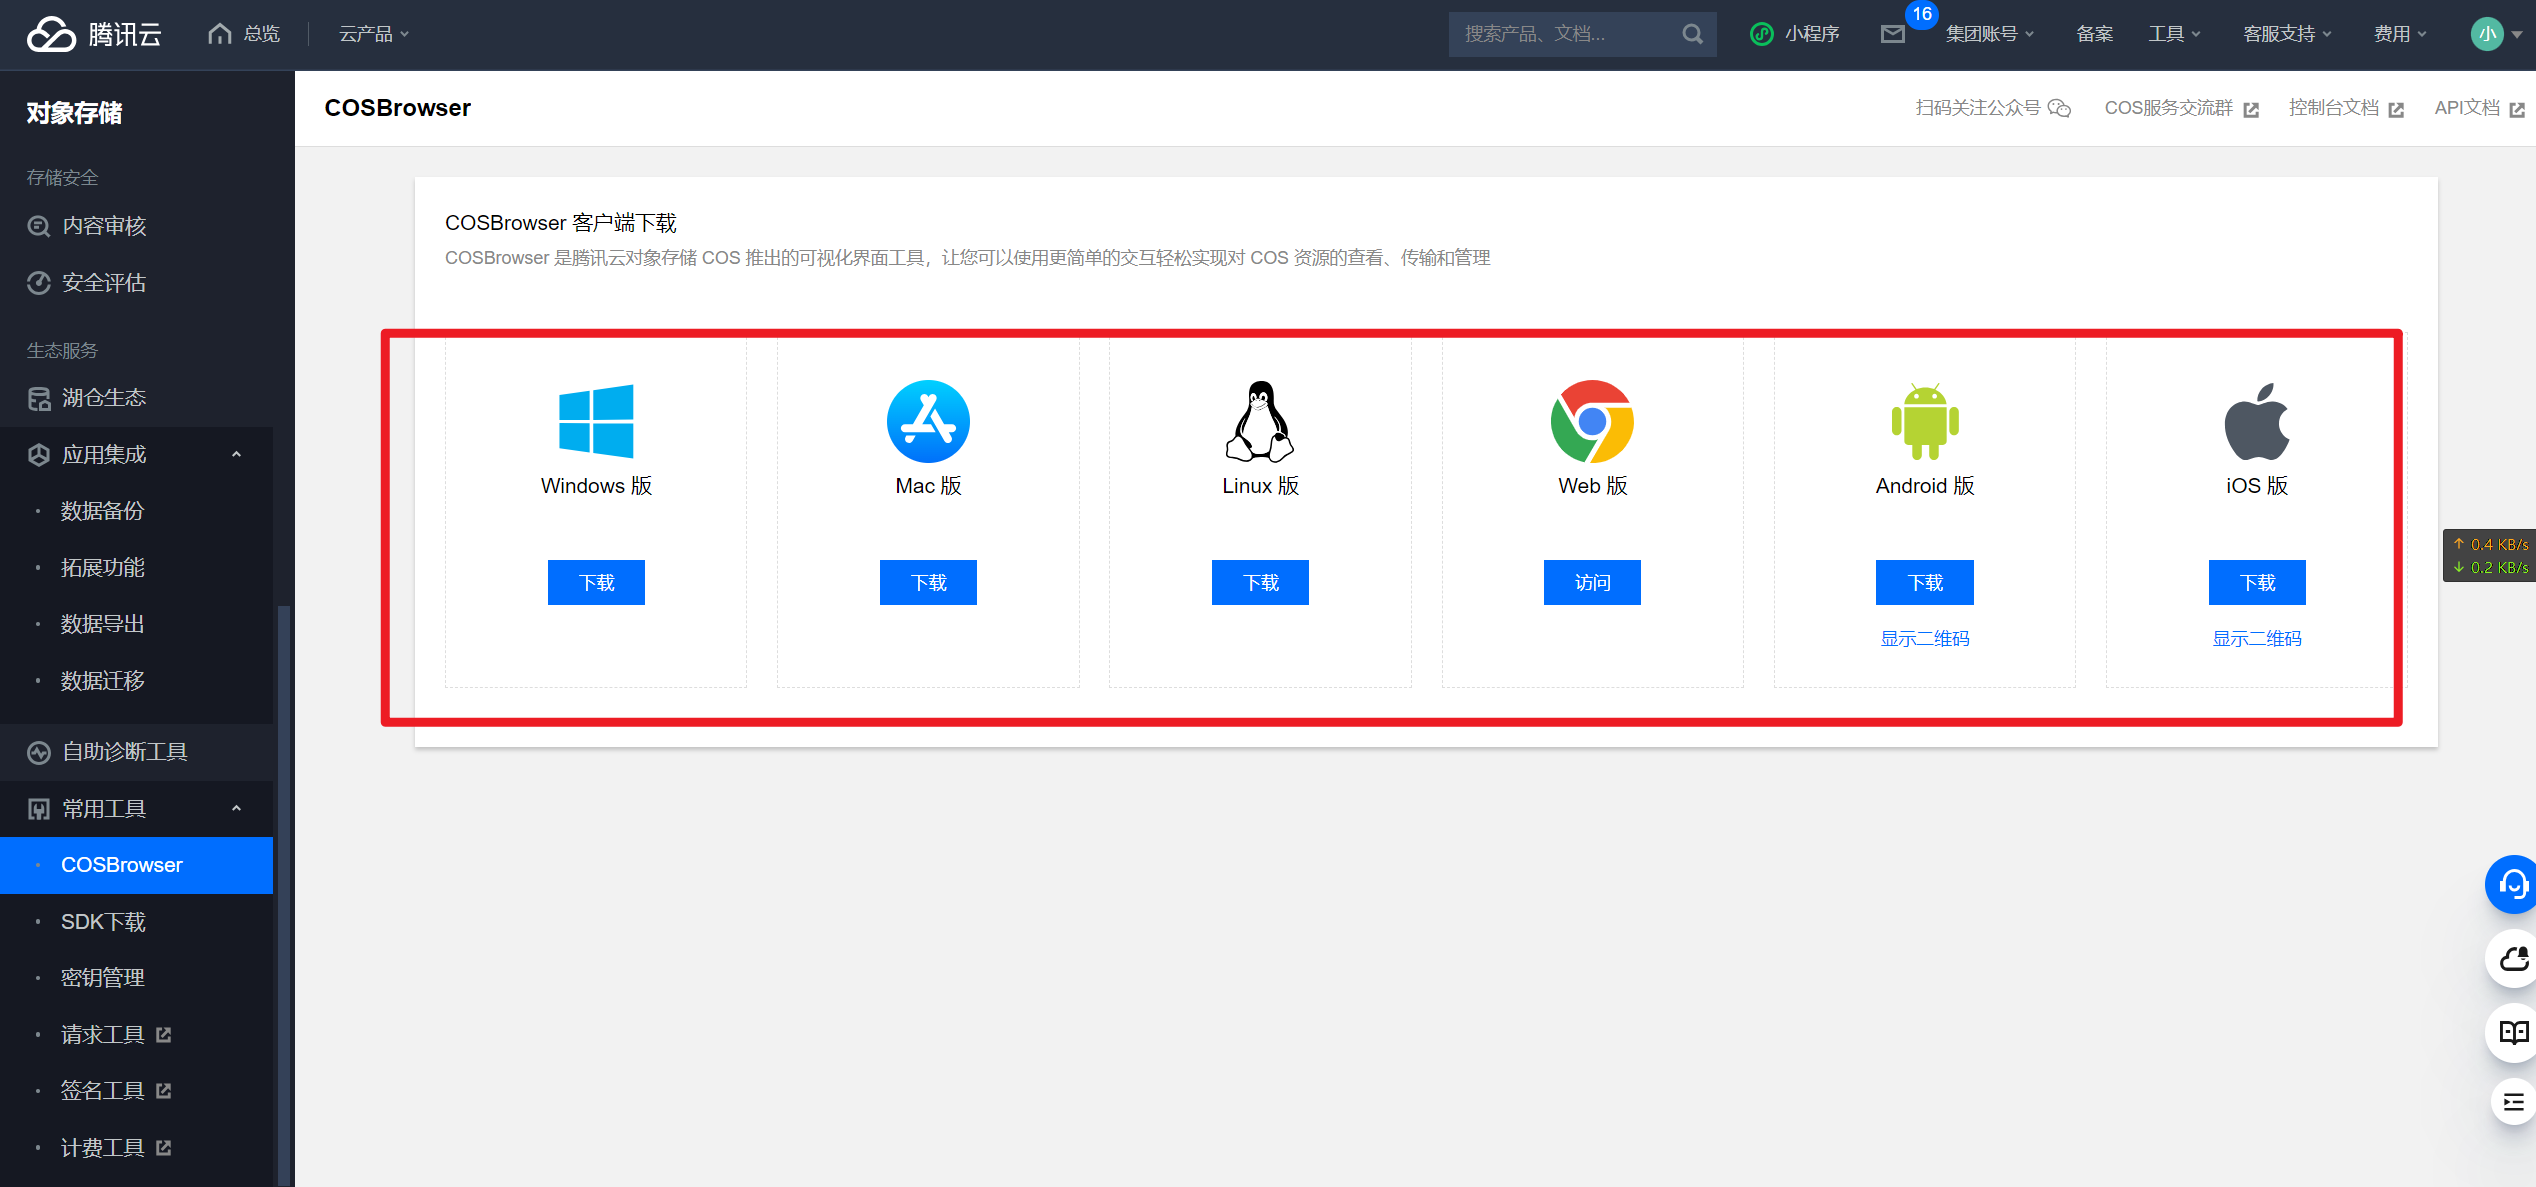 腾讯云
总览
云产品
搜索产品、文档...
小程序
16
集团账号
备案
工具
客服支持
费用
小
对象存储
存储安全
内容审核
安全评估
生态服务
湖仓生态
应用集成
数据备份
拓展功能
数据导出
数据迁移
自助诊断工具
常用工具
COSBrowser
SDK下载
密钥管理
请求工具
签名工具
计费工具
COSBrowser
扫码关注公众号
COS服务交流群
控制台文档
API文档
COSBrowser 客户端下载
COSBrowser 是腾讯云对象存储 COS 推出的可视化界面工具，让您可以使用更简单的交互轻松实现对 COS 资源的查看、传输和管理
Windows 版
Mac 版
Linux 版
Web 版
Android 版
iOS 版
下载
下载
下载
访问
下载
下载
显示二维码
显示二维码
↑ 0.4 KB/s
↓ 0.2 KB/s